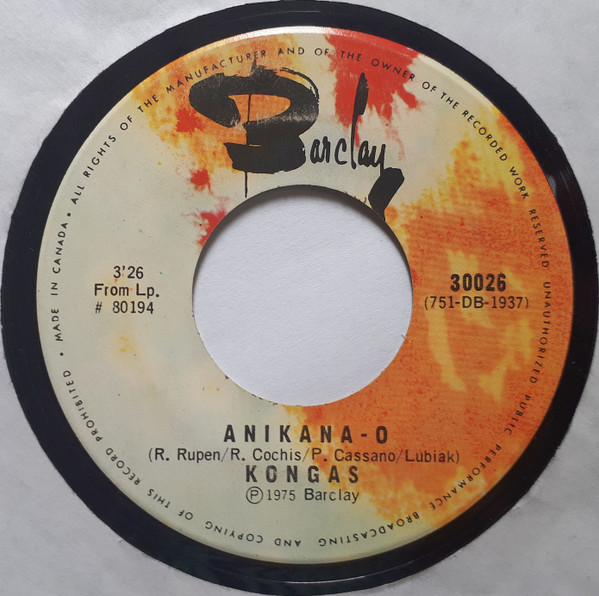 • MADE IN CANADA • ALL RIGHTS OF THE MANUFACTURER AND OF THE OWNER OF THE RECORDED WORK RESERVED UNAUTHORIZED PUBLIC PERFORMANCE BROADCASTING AND COPYING OF THIS RECORD PROHIBITED
Barclay
3'26
From Lp.
# 80194
30026
(751-DB-1937)
ANIKANA-O
(R. Rupen/R. Cochis/P. Cassano/Lubiak)
KONGAS
Ⓟ1975 Barclay